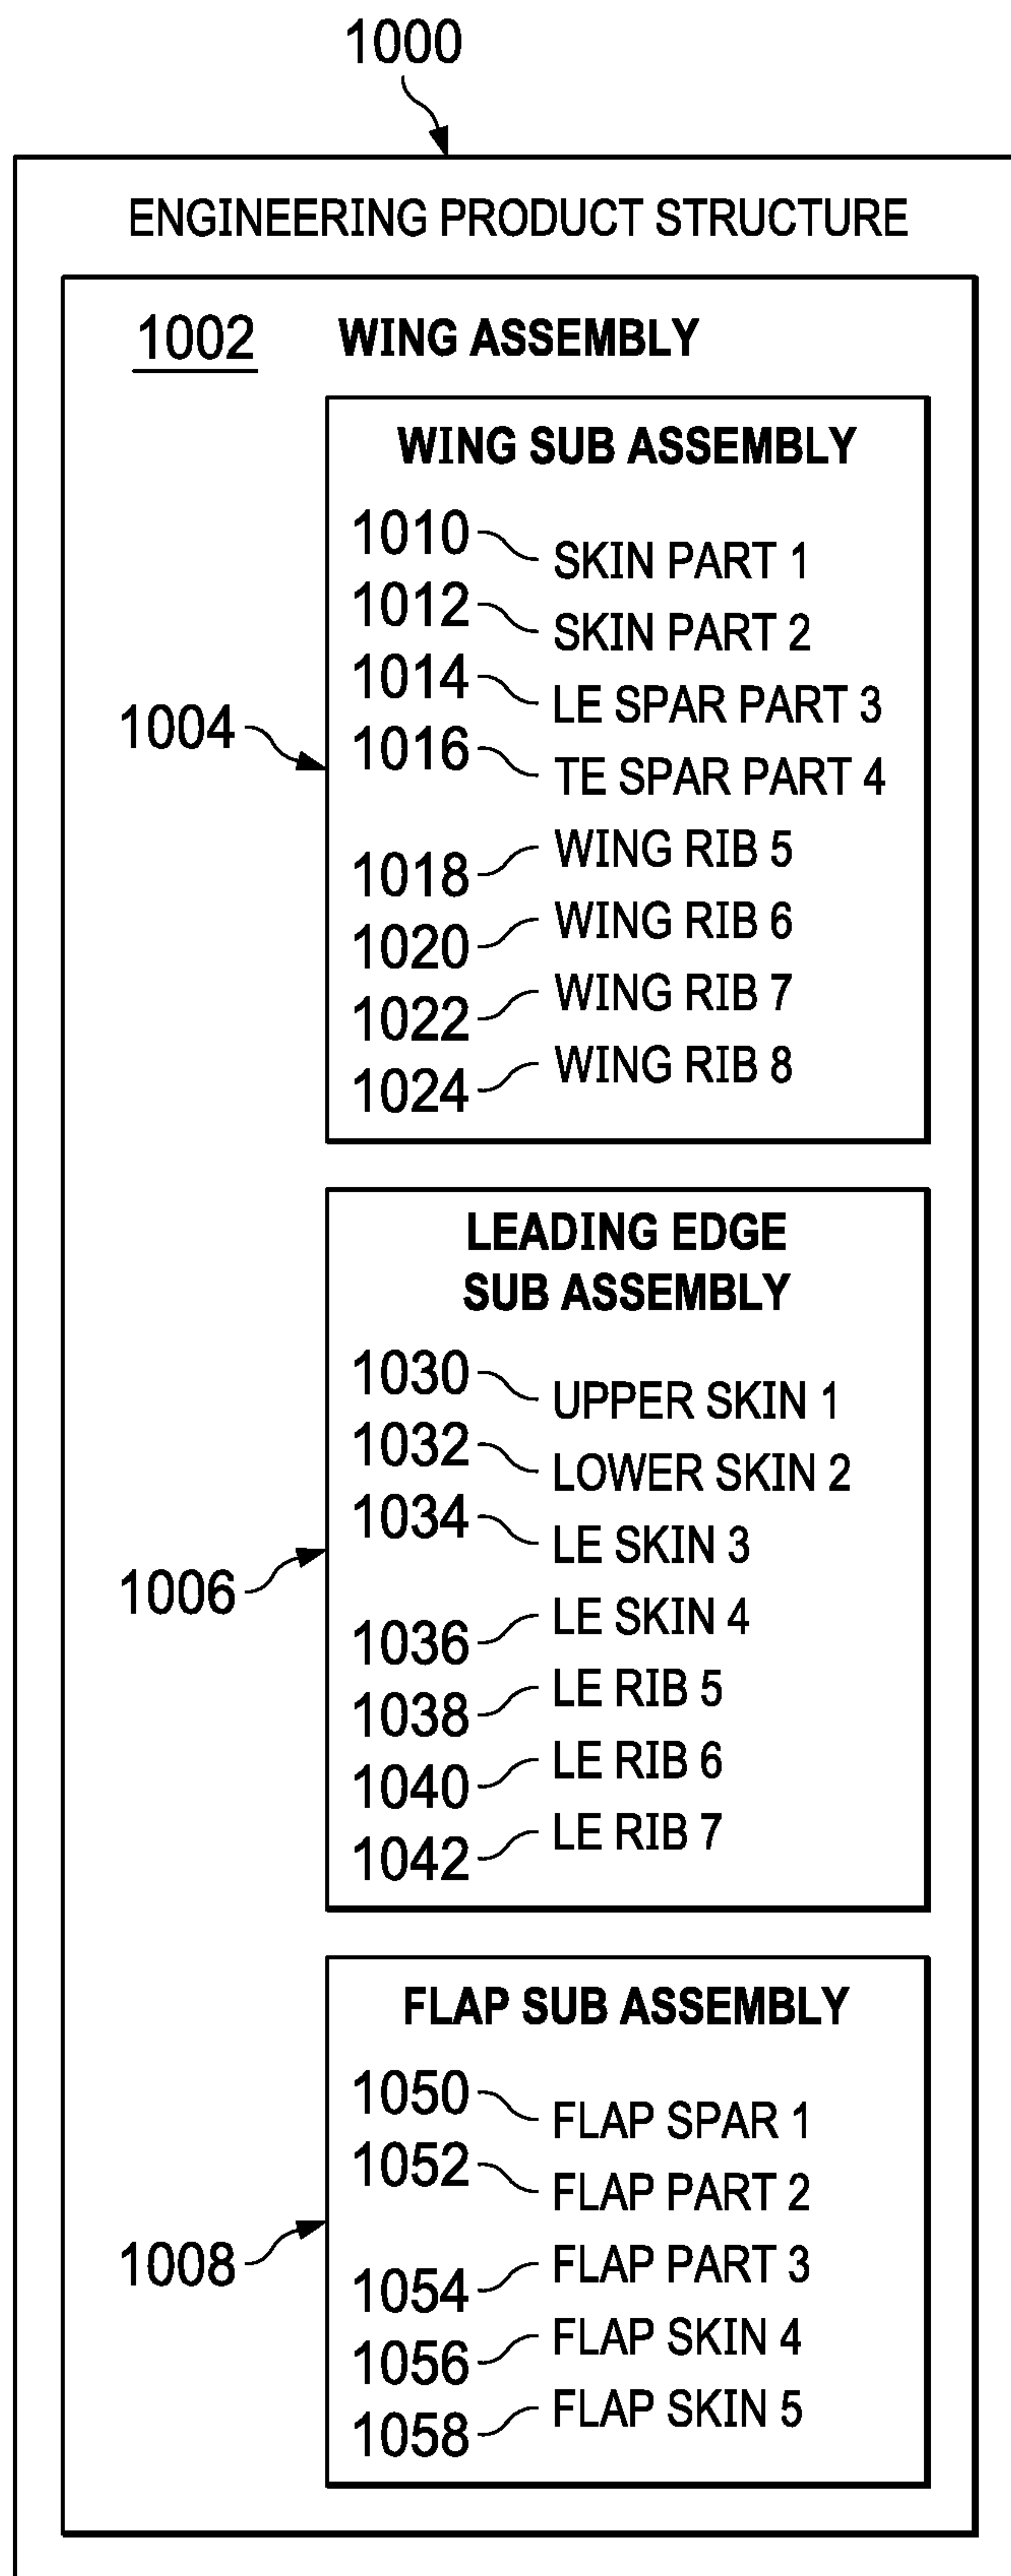 1000
ENGINEERING PRODUCT STRUCTURE
1002 WING ASSEMBLY
WING SUB ASSEMBLY
1010 SKIN PART 1
1012 SKIN PART 2
1014 LE SPAR PART 3
1004
1016 TE SPAR PART 4
1018 WING RIB 5
1020 WING RIB 6
1022 WING RIB 7
1024 WING RIB 8
LEADING EDGE
SUB ASSEMBLY
1030 UPPER SKIN 1
1032 LOWER SKIN 2
1034 LE SKIN 3
1006
1036 LE SKIN 4
1038 LE RIB 5
1040 LE RIB 6
1042 LE RIB 7
FLAP SUB ASSEMBLY
1050 FLAP SPAR 1
1052 FLAP PART 2
1008
1054 FLAP PART 3
1056 FLAP SKIN 4
1058 FLAP SKIN 5